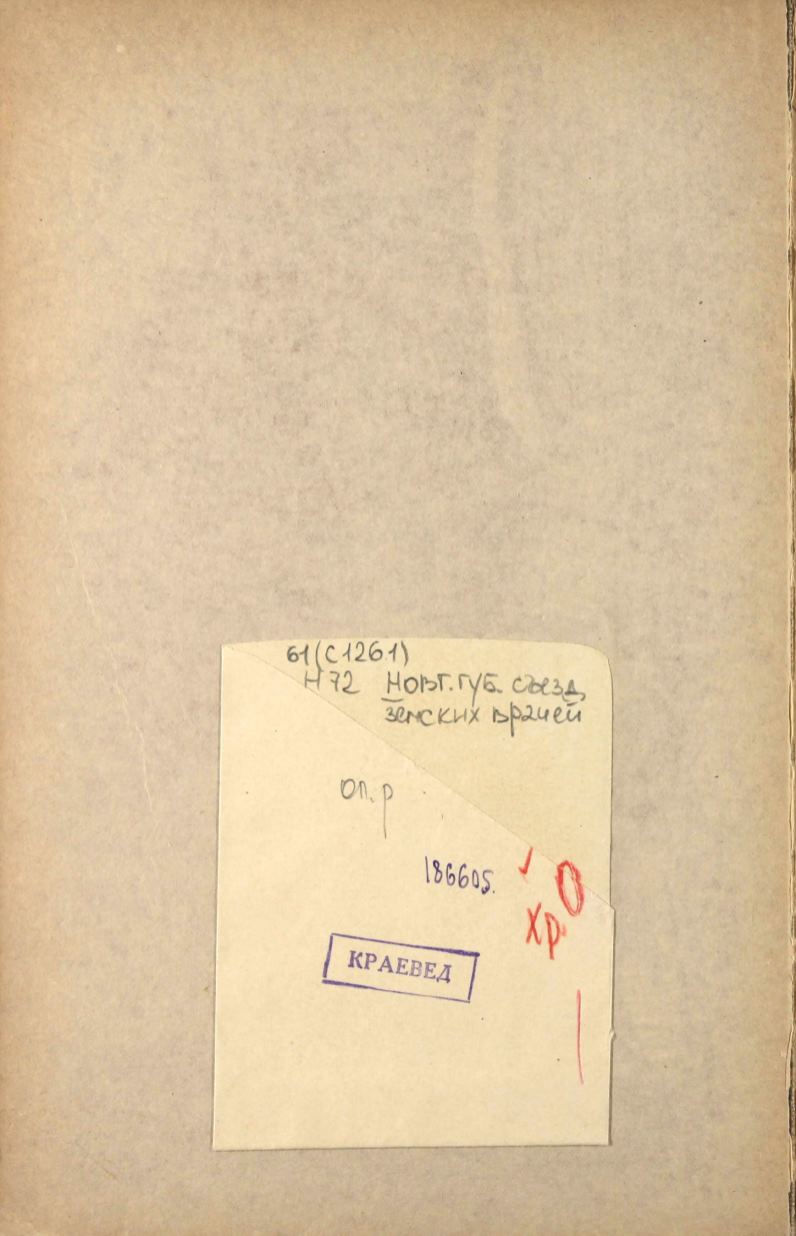 61(С1261)
Н72 Новг. губ. съезд
земских врачей
оп. р
186605.
О
Хр.
КРАЕВЕД